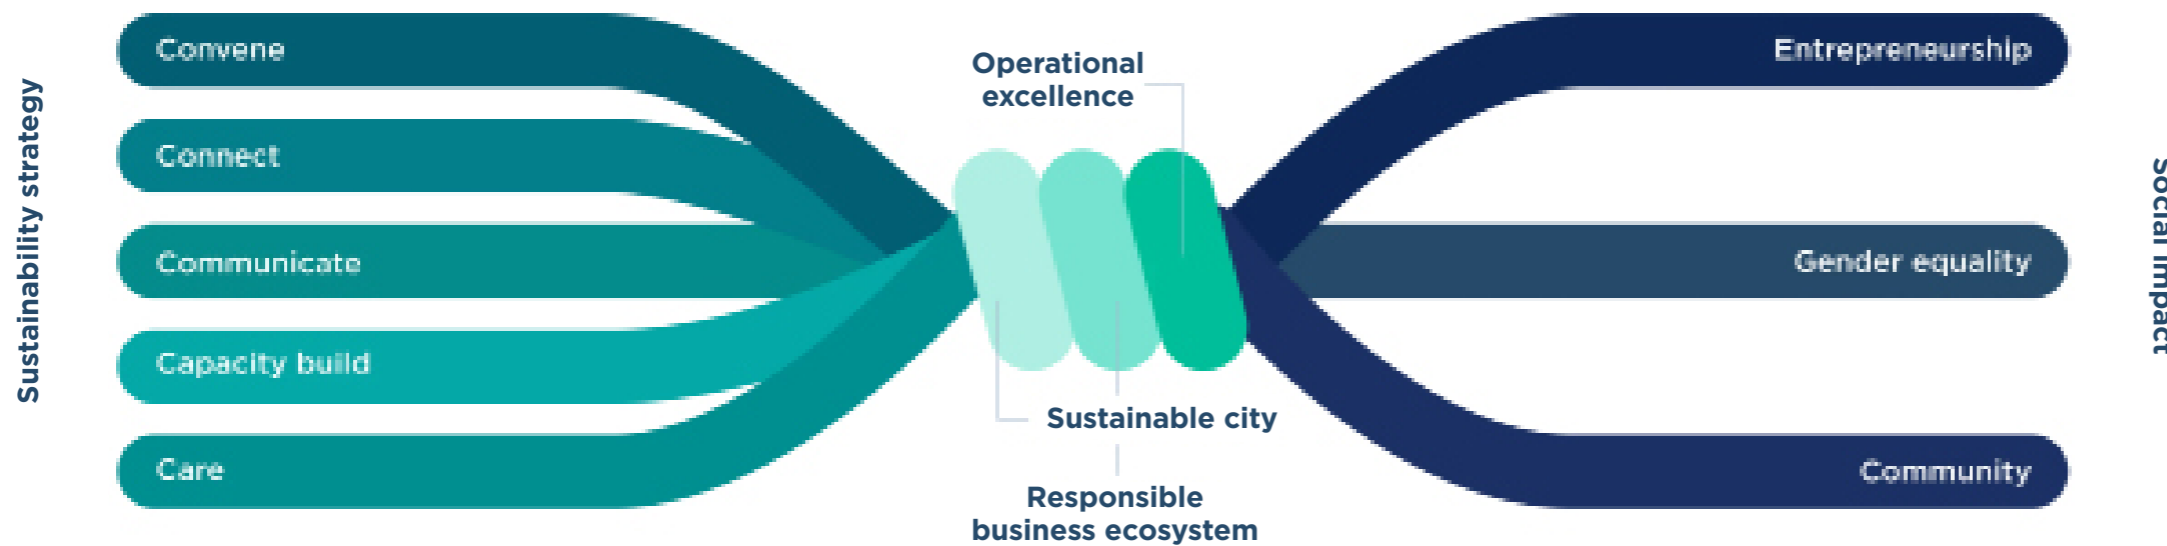 Sustainability strategy
Convene
Connect
Communicate
Capacity build
Care
Operational
excellence
Sustainable city
Responsible
business ecosystem
Entrepreneurship
Gender equality
Community
Social impact